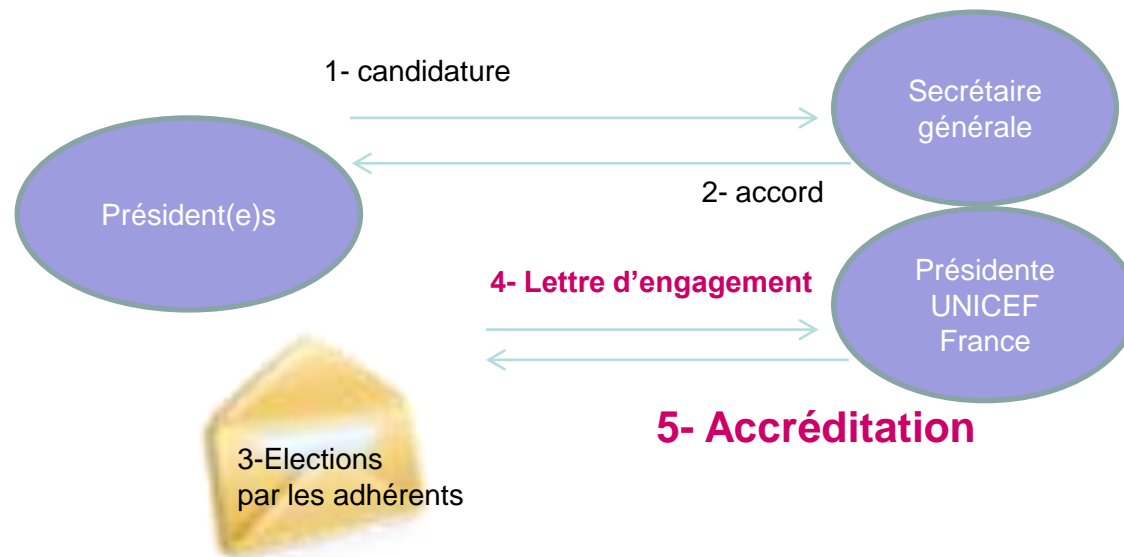 1- candidature
Secrétaire
générale
Président(e)s
2- accord
4- Lettre d’engagement
Présidente
UNICEF
France
5- Accréditation
3-Elections
par les adhérents